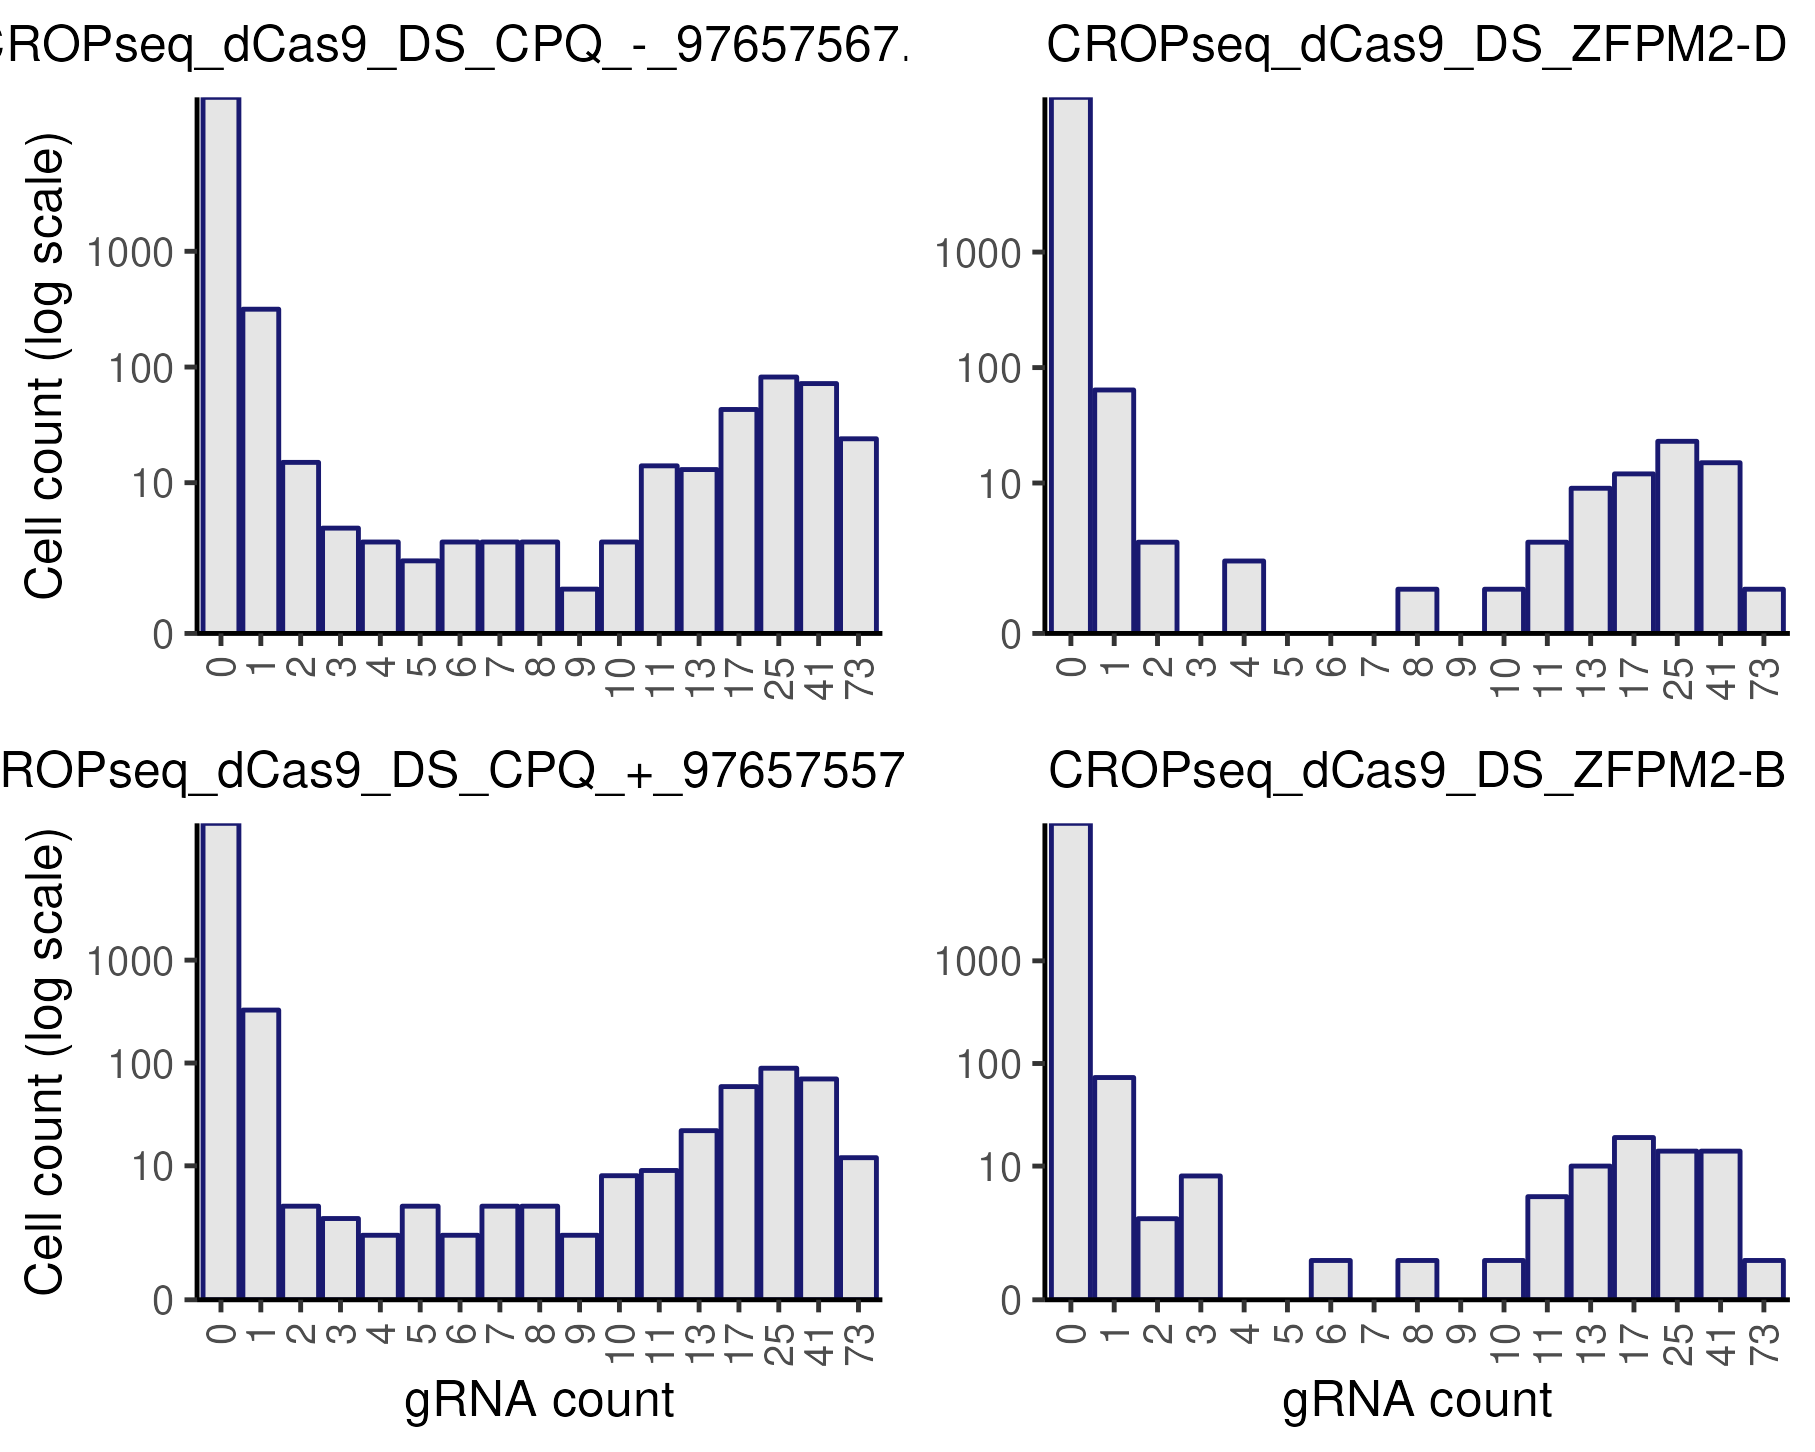 CROPseq_dCas9_DS_CPQ_-_97657567.
Cell count (log scale)
1000
100
10
0
0 1 2 3 4 5 6 7 8 9 10 11 13 17 25 41 73
CROPseq_dCas9_DS_ZFPM2-D
1000
100
10
0
0 1 2 3 4 5 6 7 8 9 10 11 13 17 25 41 73
ROPseq_dCas9_DS_CPQ_+_97657557
Cell count (log scale)
1000
100
10
0
0 1 2 3 4 5 6 7 8 9 10 11 13 17 25 41 73
gRNA count
CROPseq_dCas9_DS_ZFPM2-B
1000
100
10
0
0 1 2 3 4 5 6 7 8 9 10 11 13 17 25 41 73
gRNA count